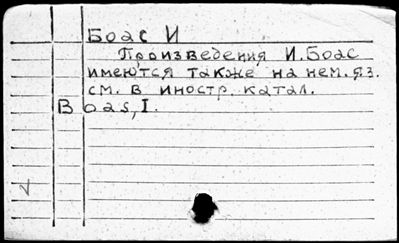 Боас И
Произведения И. Боас
имеются также на нем. яз.
см. в иностр. катал.
Boas, I.